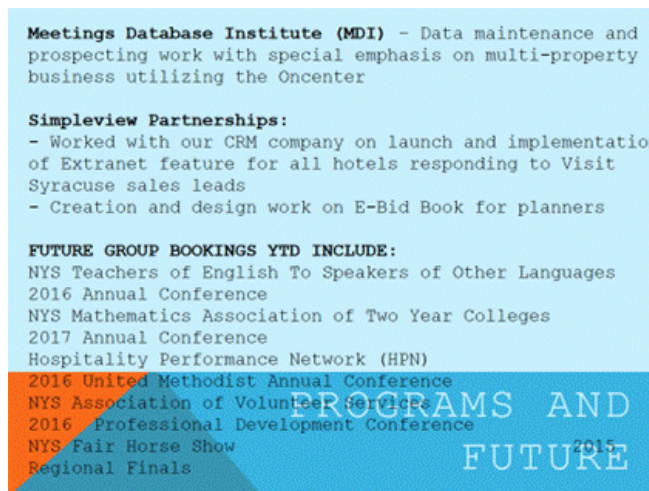 Meetings Database Institute (MDI) – Data maintenance and
prospecting work with special emphasis on multi-property
business utilizing the Oncenter
Simpleview Partnerships:
- Worked with our CRM company on launch and implementatio
of Extranet feature for all hotels responding to Visit
Syracuse sales leads
- Creation and design work on E-Bid Book for planners
FUTURE GROUP BOOKINGS YTD INCLUDE:
NYS Teachers of English To Speakers of Other Languages
2016 Annual Conference
NYS Mathematics Association of Two Year Colleges
2017 Annual Conference
Hospitality Performance Network (HPN)
2016 United Methodist Annual Conference
NYS Association of Volunteer Services
2016 Professional Development Conference
NYS Fair Horse Show 2015
Regional Finals
PROGRAMS AND
FUTURE